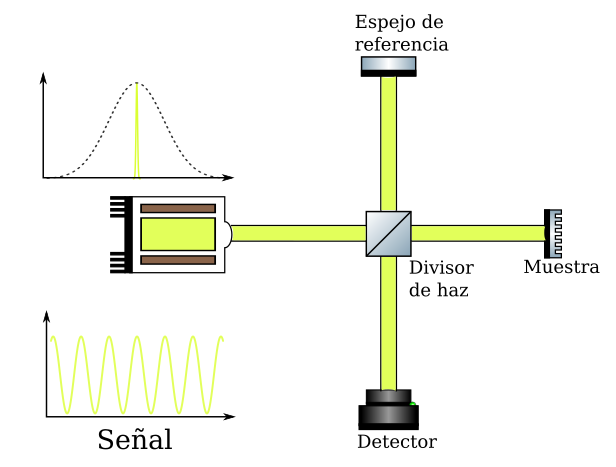 Espejo de
referencia
Divisor
de haz
Muestra
Señal
Detector